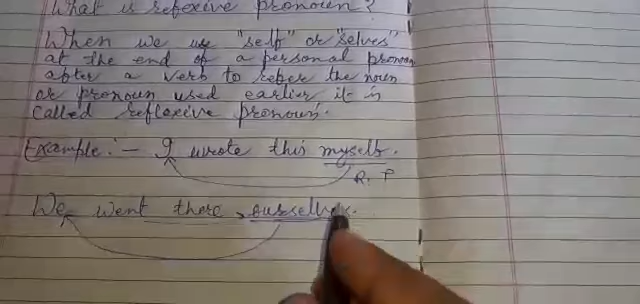 What is refexive pronoun?
When we use "self" or "selves"
at the end of a personal pronoun
after a verb to refer the noun
or pronoun used earlier it is
called reflexive pronoun.
Example :- I wrote this myself.
R. P
We went there, ourselves.